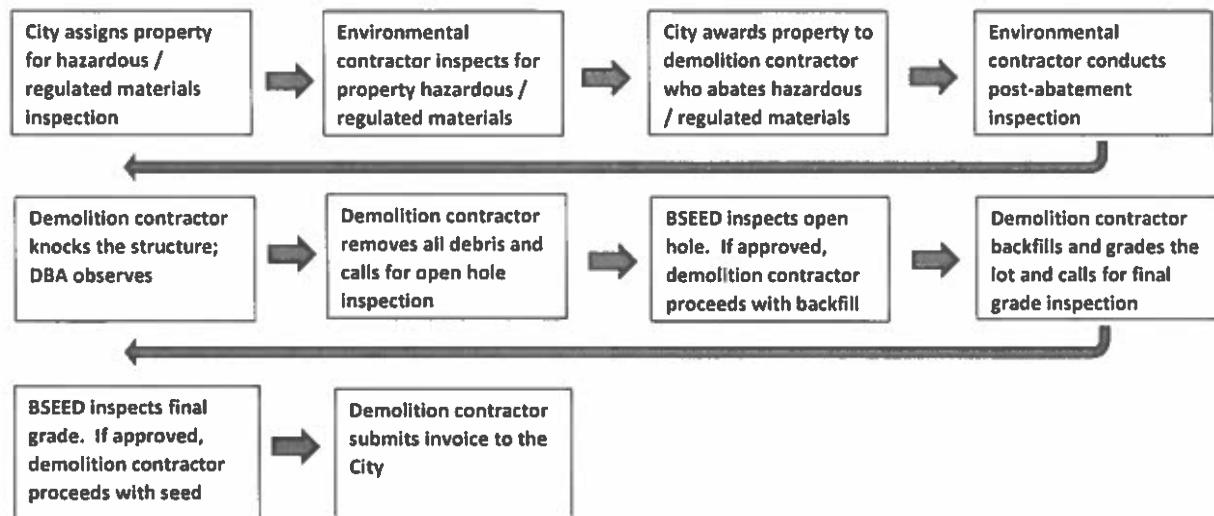 City assigns property
for hazardous /
regulated materials
inspection
Environmental
contractor inspects for
property hazardous /
regulated materials
City awards property to
demolition contractor
who abates hazardous
/ regulated materials
Environmental
contractor conducts
post-abatement
inspection
Demolition contractor
knocks the structure;
DBA observes
Demolition contractor
removes all debris and
calls for open hole
inspection
BSEED inspects open
hole. If approved,
demolition contractor
proceeds with backfill
Demolition contractor
backfills and grades the
lot and calls for final
grade inspection
BSEED inspects final
grade. If approved,
demolition contractor
proceeds with seed
Demolition contractor
submits invoice to the
City